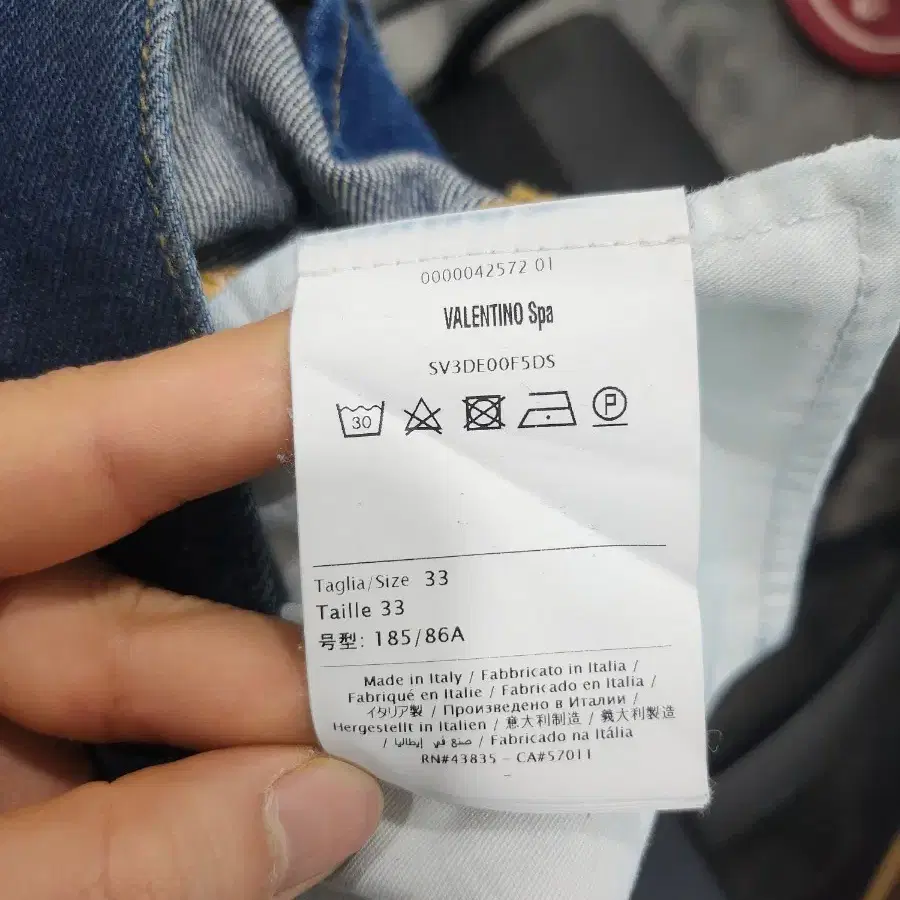 0000042572 01
VALENTINO Spa
SV3DE00F5DS
30 P
Taglia/Size 33
Taille 33
号型: 185/86A
Made in Italy / Fabbricato in Italia /
Fabriqué en Italie / Fabricado en Italia /
イタリア製 / Произведено в Италии /
Hergestellt in Italien / 意大利制造 / 義大利製造
/ صنع في إيطاليا / Fabricado na Itália
RN#43835 - CA#57011
-